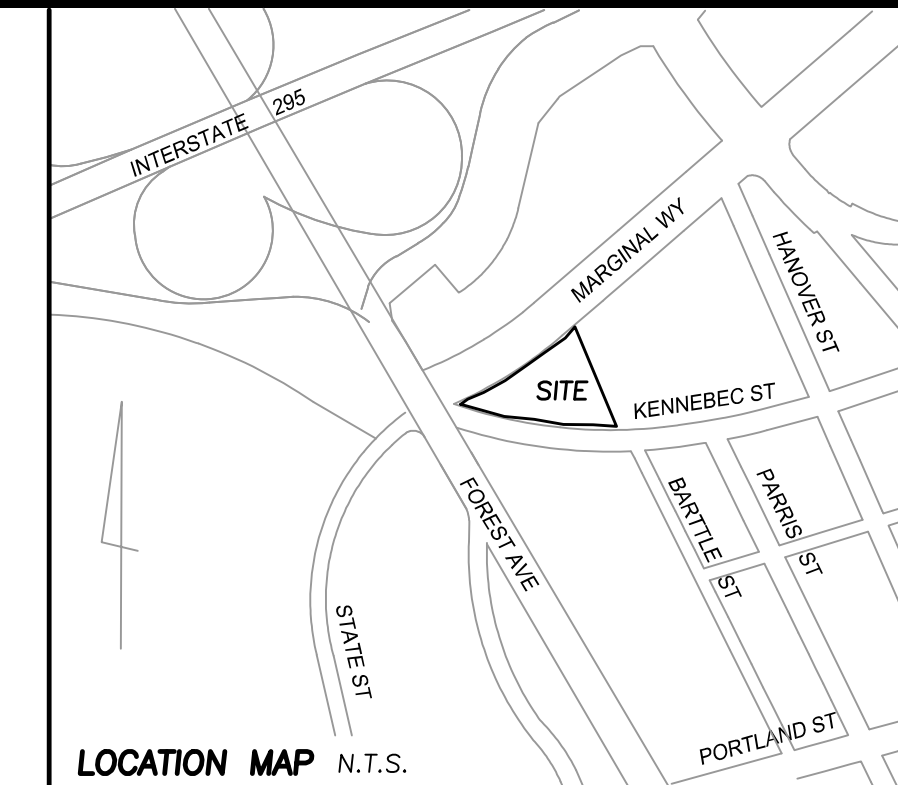 INTERSTATE 295
MARGINAL WY
HANOVER ST
SITE
KENNEBEC ST
FOREST AVE
BARTTLE ST
PARRIS ST
STATE ST
PORTLAND ST
LOCATION MAP N.T.S.